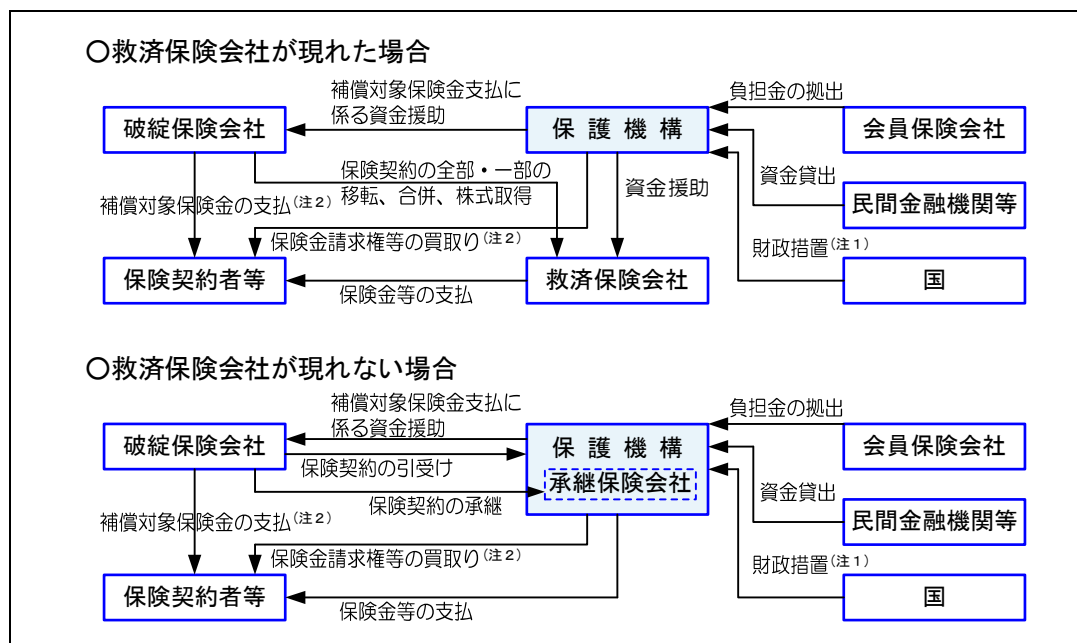 〇救済保険会社が現れた場合
補償対象保険金支払に
係る資金援助
負担金の拠出
破綻保険会社
保護機構
会員保険会社
保険契約の全部・一部の
移転、合併、株式取得
資金援助
資金貸出
補償対象保険金の支払(注2)
民間金融機関等
保険金請求権等の買取り(注2)
財政措置(注1)
保険契約者等
救済保険会社
国
保険金等の支払
〇救済保険会社が現れない場合
補償対象保険金支払に
係る資金援助
負担金の拠出
破綻保険会社
保護機構
会員保険会社
保険契約の引受け
承継保険会社
資金貸出
保険契約の承継
補償対象保険金の支払(注2)
民間金融機関等
保険金請求権等の買取り(注2)
財政措置(注1)
保険契約者等
国
保険金等の支払